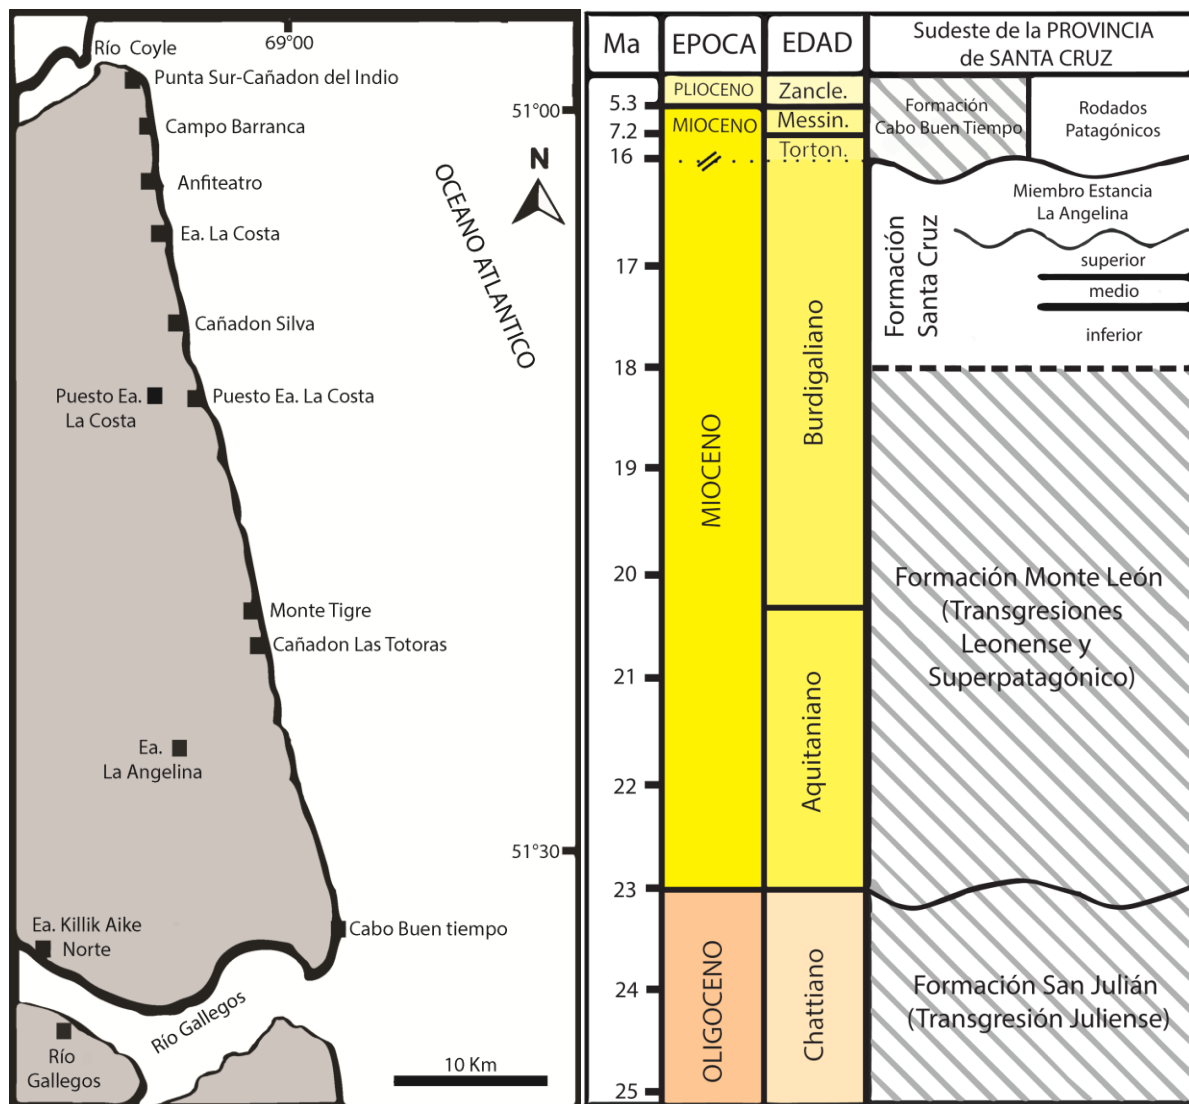 69°00
Río Coyle
Punta Sur-Cañadon del Indio
51°00
Campo Barranca
N
Anfiteatro
OCEANO ATLANTICO
Ea. La Costa
Cañadon Silva
Puesto Ea.
La Costa
Puesto Ea. La Costa
Monte Tigre
Cañadon Las Totoras
Ea.
La Angelina
51°30
Ea. Killik Aike
Norte
Cabo Buen tiempo
Río Gallegos
Río
Gallegos
10 Km
Ma
EPOCA
EDAD
Sudeste de la PROVINCIA
de SANTA CRUZ
PLIOCENO
Zancle.
5.3
MIOCENO
Messin.
7.2
Torton.
16
Formación
Cabo Buen Tiempo
Rodados
Patagónicos
Miembro Estancia
La Angelina
Formación
Santa Cruz
superior
medio
inferior
17
18
19
20
21
22
23
24
25
MIOCENO
Burdigaliano
Aquitaniano
Formación Monte León
(Transgresiones
Leonense y
Superpatagónico)
OLIGOCENO
Chattiano
Formación San Julián
(Transgresión Juliense)